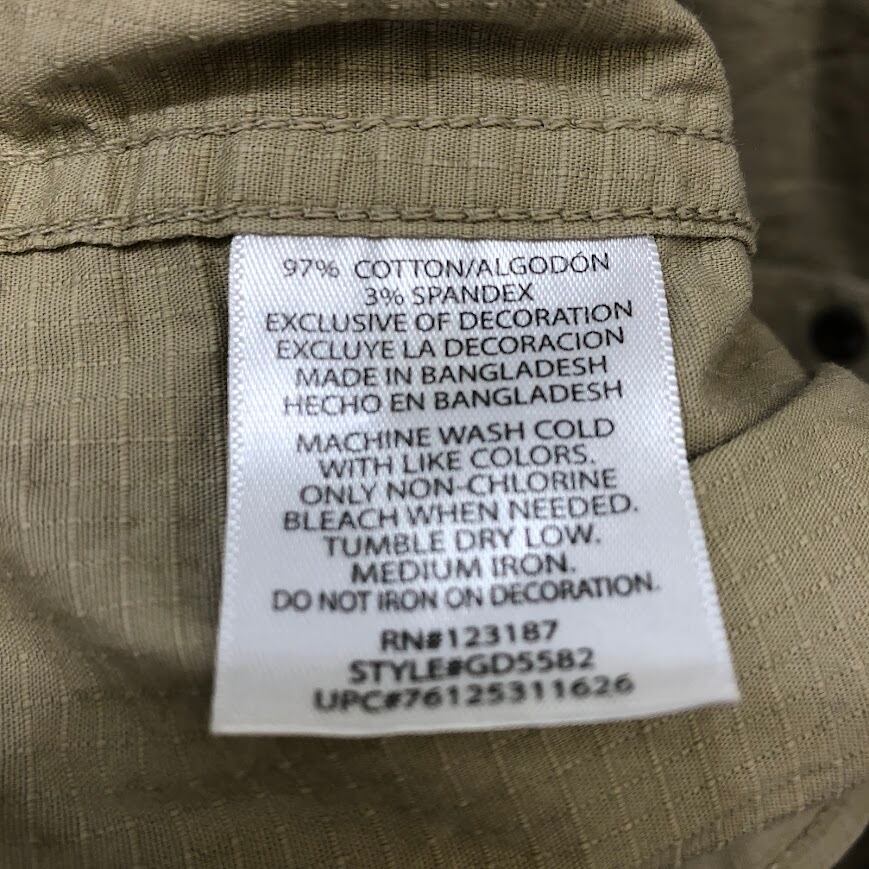 97% COTTON/ALGODÓN
3% SPANDEX
EXCLUSIVE OF DECORATION
EXCLUYE LA DECORACION
MADE IN BANGLADESH
HECHO EN BANGLADESH
MACHINE WASH COLD
WITH LIKE COLORS.
ONLY NON-CHLORINE
BLEACH WHEN NEEDED.
TUMBLE DRY LOW.
MEDIUM IRON.
DO NOT IRON ON DECORATION.
RN#123187
STYLE#GD5582
UPC#76125311626